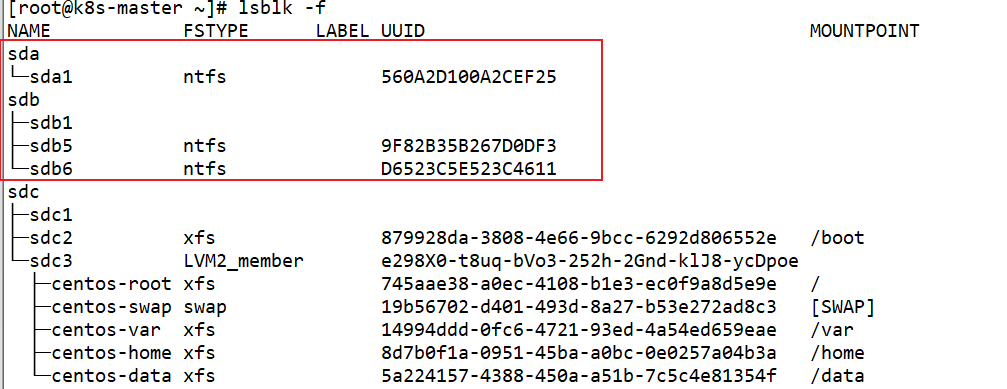 [root@k8s-master ~]# lsblk -f
NAME FSTYPE LABEL UUID MOUNTPOINT
sda
└─sda1 ntfs 560A2D100A2CEF25
sdb
├─sdb1
├─sdb5 ntfs 9F82B35B267D0DF3
└─sdb6 ntfs D6523C5E523C4611
sdc
├─sdc1
├─sdc2 xfs 879928da-3808-4e66-9bcc-6292d806552e /boot
└─sdc3 LVM2_member e298X0-t8uq-bVo3-252h-2Gnd-klJ8-ycDpoe
├─centos-root xfs 745aae38-a0ec-4108-b1e3-ec0f9a8d5e9e /
├─centos-swap swap 19b56702-d401-493d-8a27-b53e272ad8c3 [SWAP]
├─centos-var xfs 14994ddd-0fc6-4721-93ed-4a54ed659eae /var
├─centos-home xfs 8d7b0f1a-0951-45ba-a0bc-0e0257a04b3a /home
└─centos-data xfs 5a224157-4388-450a-a51b-7c5c4e81354f /data